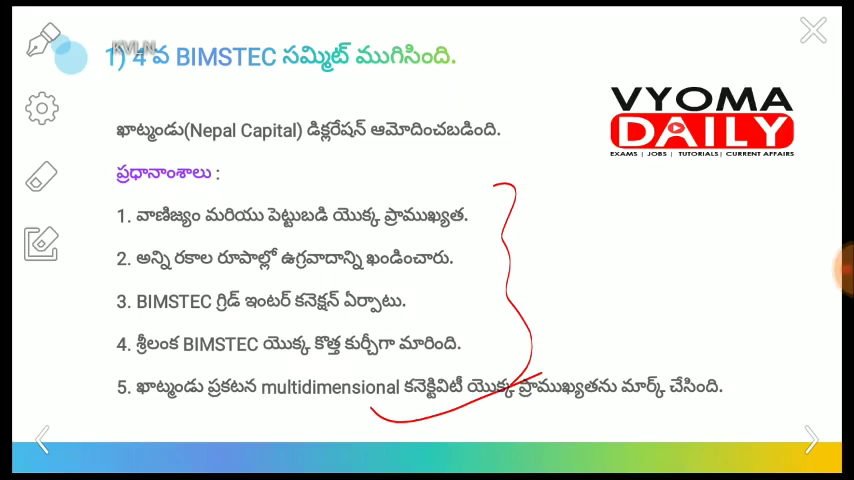 KVLN
1) 4 వ BIMSTEC సమ్మిట్ ముగిసింది.
VYOMA
DAILY
EXAMS | JOBS | TUTORIALS | CURRENT AFFAIRS
ఖాట్మండు(Nepal Capital) డిక్లరేషన్ ఆమోదించబడింది.
ప్రధానాంశాలు :
1. వాణిజ్యం మరియు పెట్టుబడి యొక్క ప్రాముఖ్యత.
2. అన్ని రకాల రూపాల్లో ఉగ్రవాదాన్ని ఖండించారు.
3. BIMSTEC గ్రిడ్ ఇంటర్ కనెక్షన్ ఏర్పాటు.
4. శ్రీలంక BIMSTEC యొక్క కొత్త కుర్చీగా మారింది.
5. ఖాట్మండు ప్రకటన multidimensional కనెక్టివిటీ యొక్క ప్రాముఖ్యతను మార్క్ చేసింది.